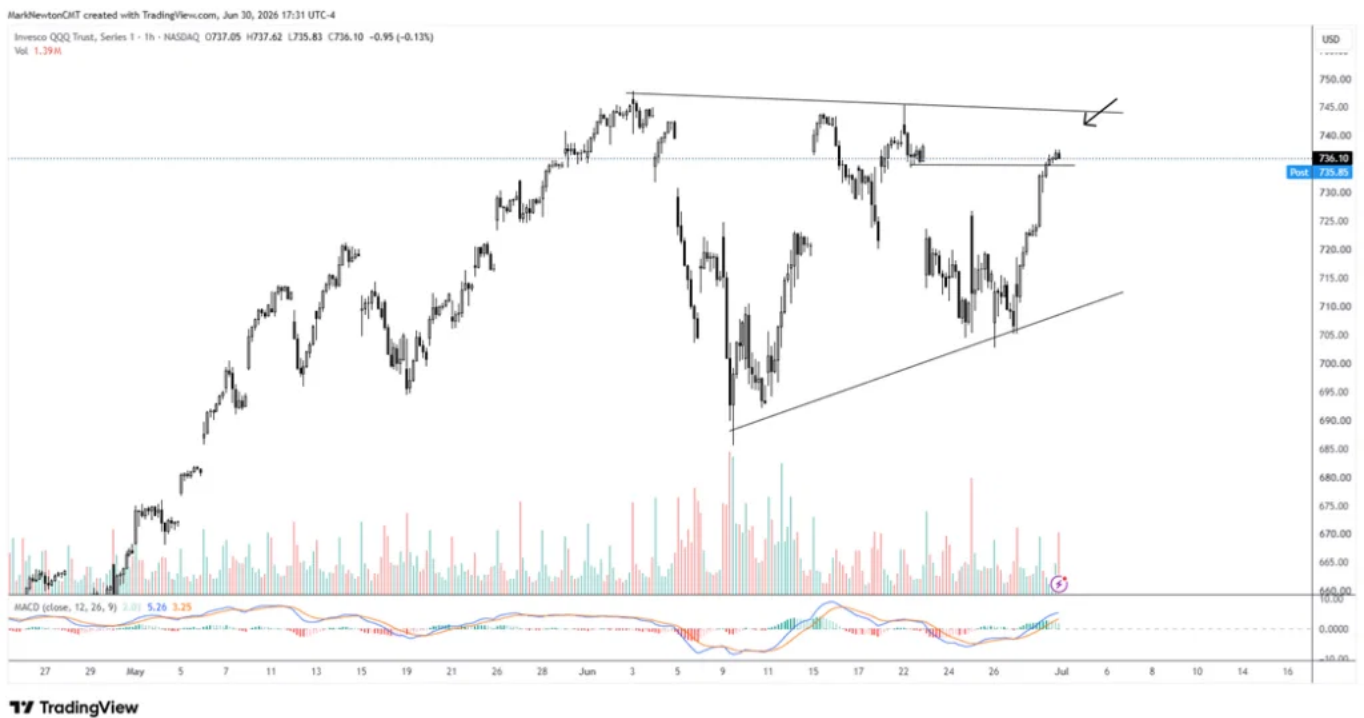 MarkNewtonCMT created with TradingView.com, Jun 30, 2026 17:31 UTC-4
Invesco QQQ Trust, Series 1 · 1h · NASDAQ O737.05 H737.62 L735.83 C736.10 −0.95 (−0.13%)
Vol 1.39M
USD
750.00
745.00
740.00
736.10
Post 735.85
730.00
725.00
720.00
715.00
710.00
705.00
700.00
695.00
690.00
685.00
680.00
675.00
670.00
665.00
660.00
10.00
MACD (close, 12, 26, 9) 2.01 5.26 3.25
0.0000
−10.00
27 29 May 5 7 11 13 15 19 21 26 28 Jun 3 5 9 11 15 17 22 24 26 Jul 6 8 10 14 16
TradingView